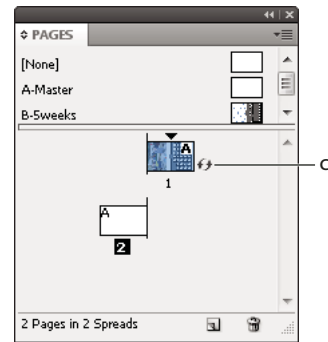 PAGES
[None]
A-Master
B-5weeks
A
C
1
A
2
2 Pages in 2 Spreads